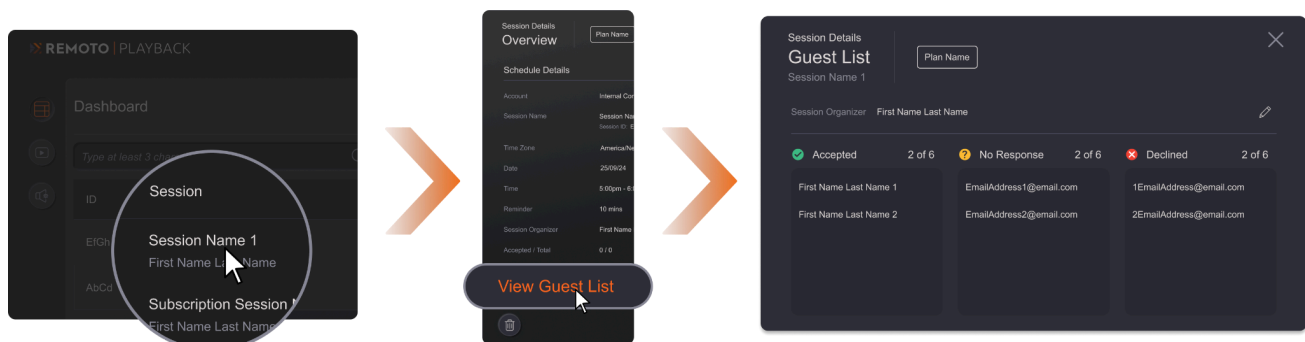 REMOTO | PLAYBACK
Dashboard
Type at least 3 cha
ID
EfGh
AbCd
Session
Session Name 1
First Name La Name
Subscription Session
First Name Last Name
Session Details
Overview
Plan Name
Schedule Details
Account Internal Cor
Session Name Session Na
Session ID: E
Time Zone America/Ne
Date 25/09/24
Time 5:00pm - 6:
Reminder 10 mins
Session Organizer First Name
Accepted / Total 0 / 0
View Guest List
Session Details
Guest List
Plan Name
Session Name 1
Session Organizer First Name Last Name
Accepted 2 of 6
First Name Last Name 1
First Name Last Name 2
? No Response 2 of 6
EmailAddress1@email.com
EmailAddress2@email.com
Declined 2 of 6
1EmailAddress@email.com
2EmailAddress@email.com